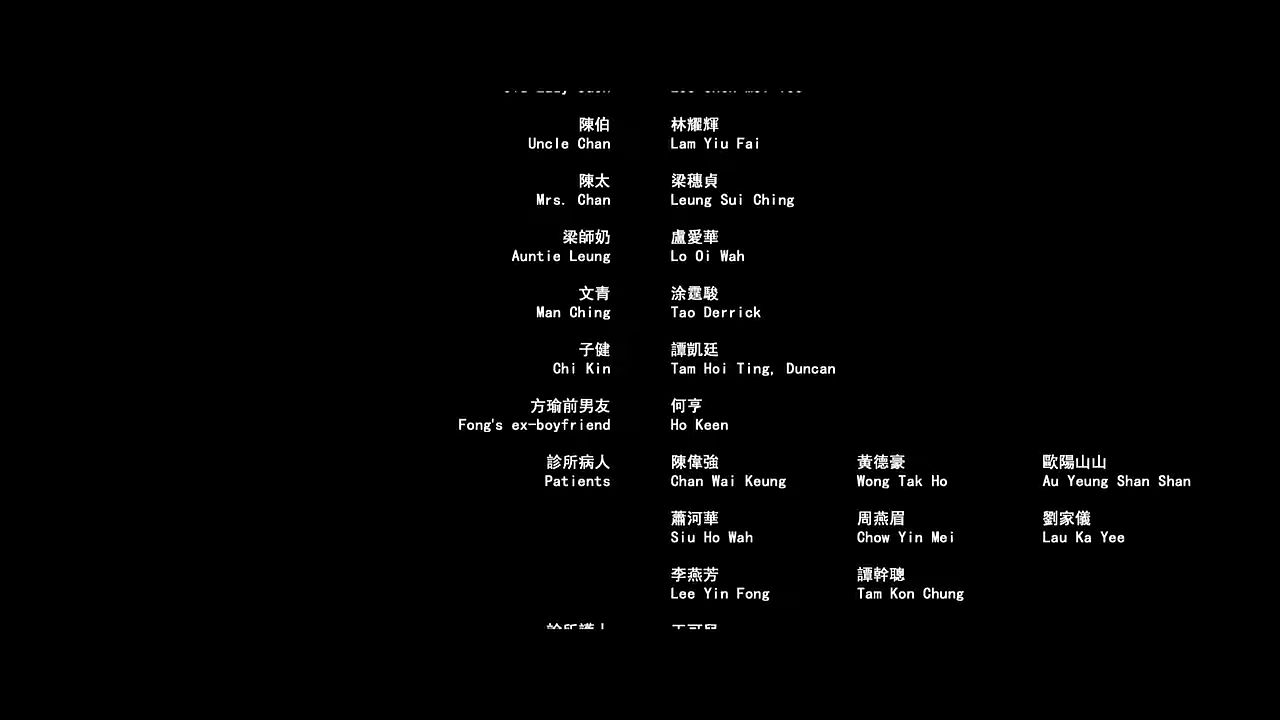 陳伯 林耀輝
Uncle Chan Lam Yiu Fai
陳太 梁穗貞
Mrs. Chan Leung Sui Ching
梁師奶 盧愛華
Auntie Leung Lo Oi Wah
文青 涂霆駿
Man Ching Tao Derrick
子健 譚凱廷
Chi Kin Tam Hoi Ting, Duncan
方瑜前男友 何亨
Fong's ex-boyfriend Ho Keen
診所病人 陳偉強 黃德豪 歐陽山山
Patients Chan Wai Keung Wong Tak Ho Au Yeung Shan Shan
蕭河華 周燕眉 劉家儀
Siu Ho Wah Chow Yin Mei Lau Ka Yee
李燕芳 譚幹聰
Lee Yin Fong Tam Kon Chung